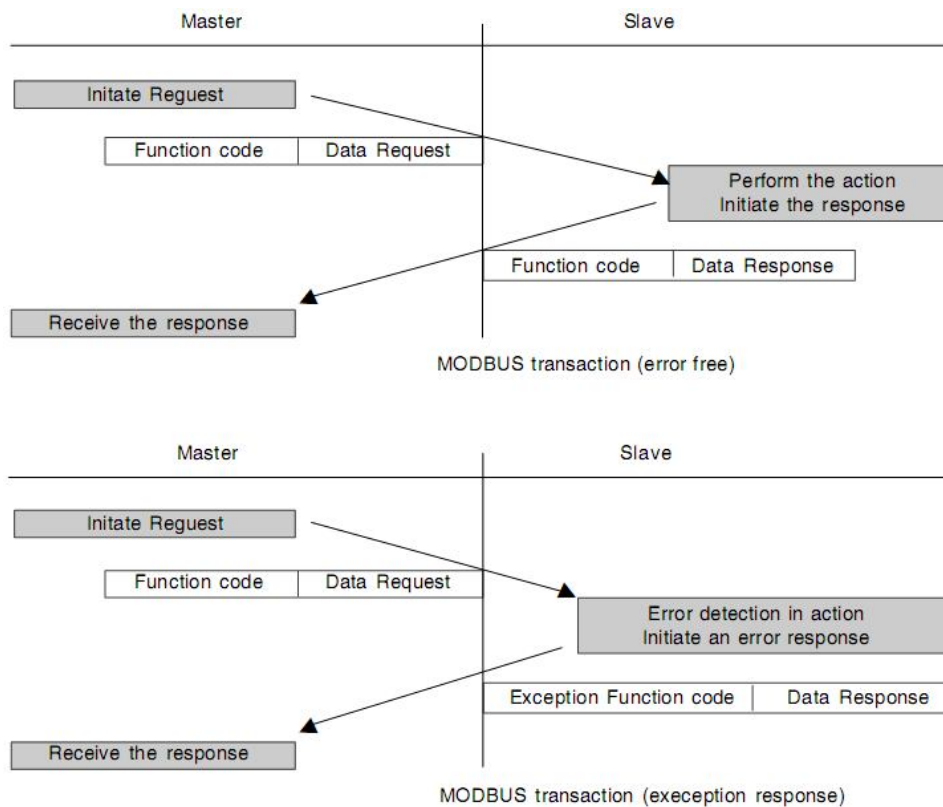 Master
Slave
Initate Reguest
Function code
Data Request
Perform the action
Initiate the response
Function code
Data Response
Receive the response
MODBUS transaction (error free)
Master
Slave
Initate Reguest
Function code
Data Request
Error detection in action
Initiate an error response
Exception Function code
Data Response
Receive the response
MODBUS transaction (exeception response)